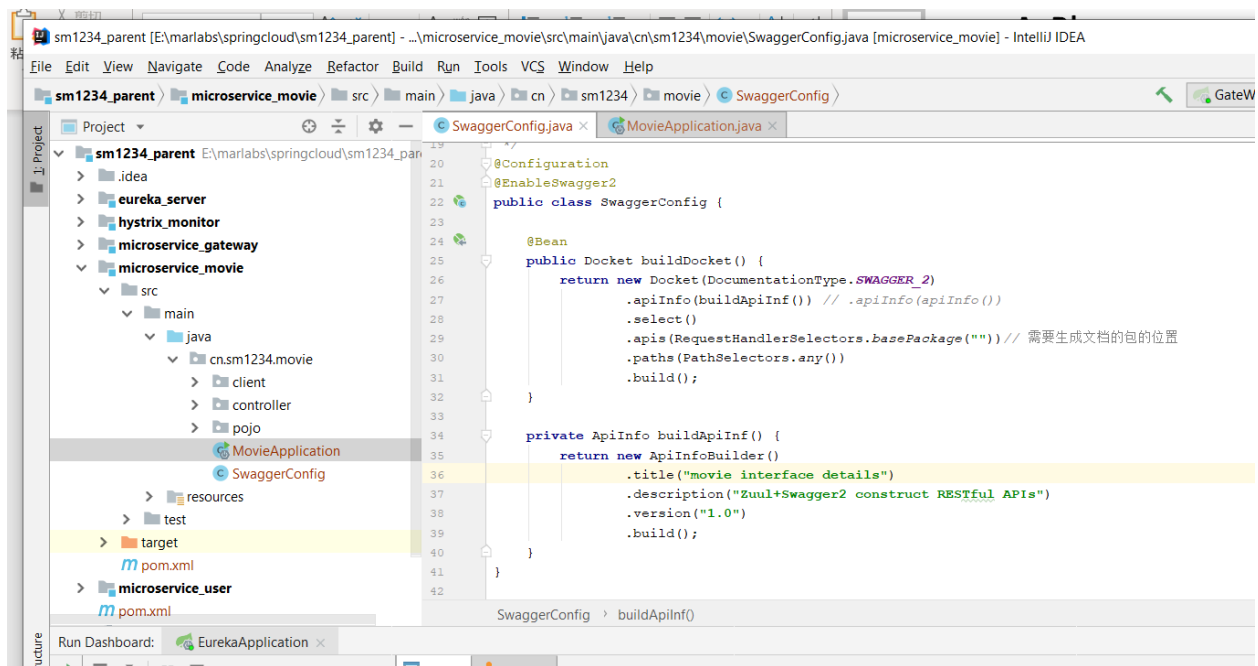 剪切
粘
sm1234_parent [E:\marlabs\springcloud\sm1234_parent] - ...\microservice_movie\src\main\java\cn\sm1234\movie\SwaggerConfig.java [microservice_movie] - IntelliJ IDEA
File Edit View Navigate Code Analyze Refactor Build Run Tools VCS Window Help
sm1234_parent microservice_movie src main java cn sm1234 movie SwaggerConfig GateW
Project SwaggerConfig.java MovieApplication.java
1: Project
sm1234_parent E:\marlabs\springcloud\sm1234_par
.idea
eureka_server
hystrix_monitor
microservice_gateway
microservice_movie
src
main
java
cn.sm1234.movie
client
controller
pojo
MovieApplication
SwaggerConfig
resources
test
target
pom.xml
microservice_user
pom.xml
19 */
20 @Configuration
21 @EnableSwagger2
22 public class SwaggerConfig {
23
24 @Bean
25 public Docket buildDocket() {
26 return new Docket(DocumentationType.SWAGGER_2)
27 .apiInfo(buildApiInf()) // .apiInfo(apiInfo())
28 .select()
29 .apis(RequestHandlerSelectors.basePackage(""))// 需要生成文档的包的位置
30 .paths(PathSelectors.any())
31 .build();
32 }
33
34 private ApiInfo buildApiInf() {
35 return new ApiInfoBuilder()
36 .title("movie interface details")
37 .description("Zuul+Swagger2 construct RESTful APIs")
38 .version("1.0")
39 .build();
40 }
41 }
42
SwaggerConfig › buildApiInf()
Run Dashboard: EurekaApplication
ucture